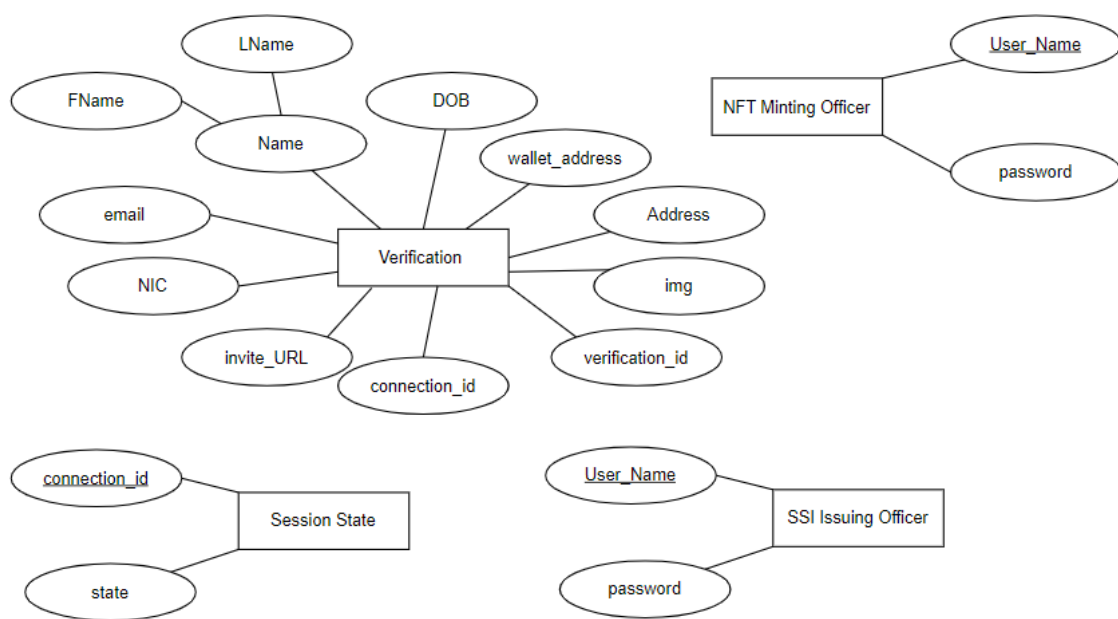 LName
User_Name
FName
DOB
NFT Minting Officer
Name
wallet_address
password
email
Address
Verification
NIC
img
invite_URL
verification_id
connection_id
connection_id
User_Name
Session State
SSI Issuing Officer
state
password